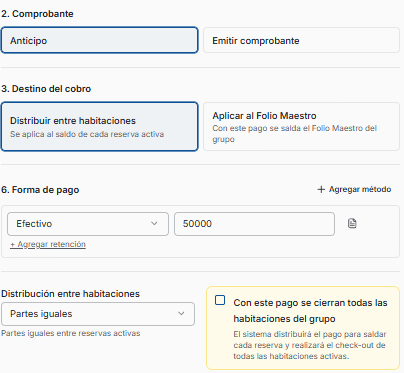 2. Comprobante
Anticipo
Emitir comprobante
3. Destino del cobro
Distribuir entre habitaciones
Se aplica al saldo de cada reserva activa
Aplicar al Folio Maestro
Con este pago se salda el Folio Maestro del
grupo
6. Forma de pago
+ Agregar método
Efectivo
50000
+ Agregar retención
Distribución entre habitaciones
Partes iguales
Partes iguales entre reservas activas
Con este pago se cierran todas las
habitaciones del grupo
El sistema distribuirá el pago para saldar
cada reserva y realizará el check-out de
todas las habitaciones activas.